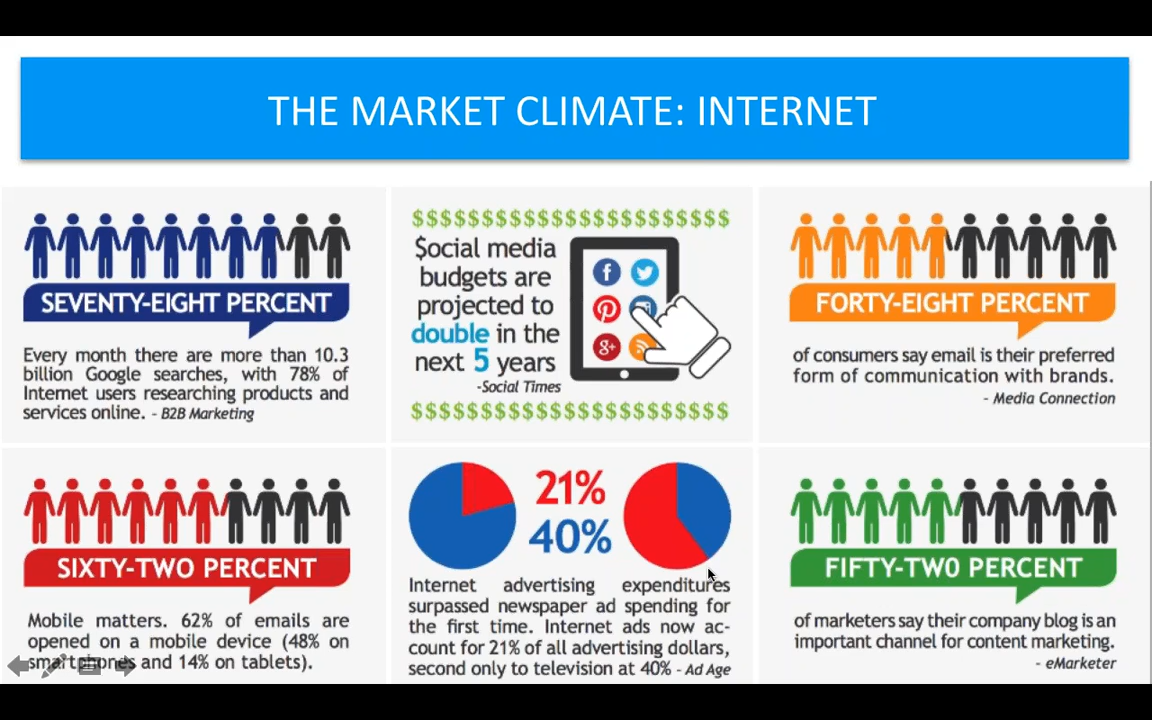 THE MARKET CLIMATE: INTERNET
SEVENTY-EIGHT PERCENT
Every month there are more than 10.3
billion Google searches, with 78% of
Internet users researching products and
services online. - B2B Marketing
$$$$$$$$$$$$$$$$$$$$$$$
$ocial media
budgets are
projected to
double in the
next 5 years
-Social Times
$$$$$$$$$$$$$$$$$$$$$$$
FORTY-EIGHT PERCENT
of consumers say email is their preferred
form of communication with brands.
- Media Connection
SIXTY-TWO PERCENT
Mobile matters. 62% of emails are
opened on a mobile device (48% on
smartphones and 14% on tablets).
21%
40%
Internet advertising expenditures
surpassed newspaper ad spending for
the first time. Internet ads now ac-
count for 21% of all advertising dollars,
second only to television at 40% - Ad Age
FIFTY-TWO PERCENT
of marketers say their company blog is an
important channel for content marketing.
- eMarketer